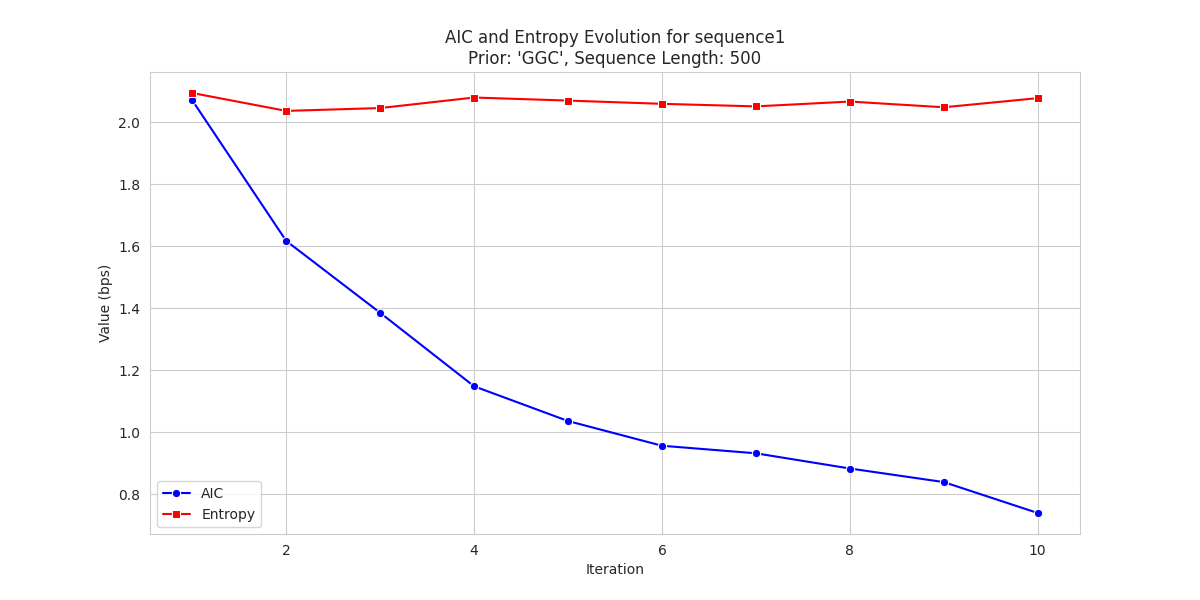 AIC and Entropy Evolution for sequence1
Prior: 'GGC', Sequence Length: 500
Value (bps)
2.0
1.8
1.6
1.4
1.2
1.0
0.8
AIC
Entropy
2 4 6 8 10
Iteration